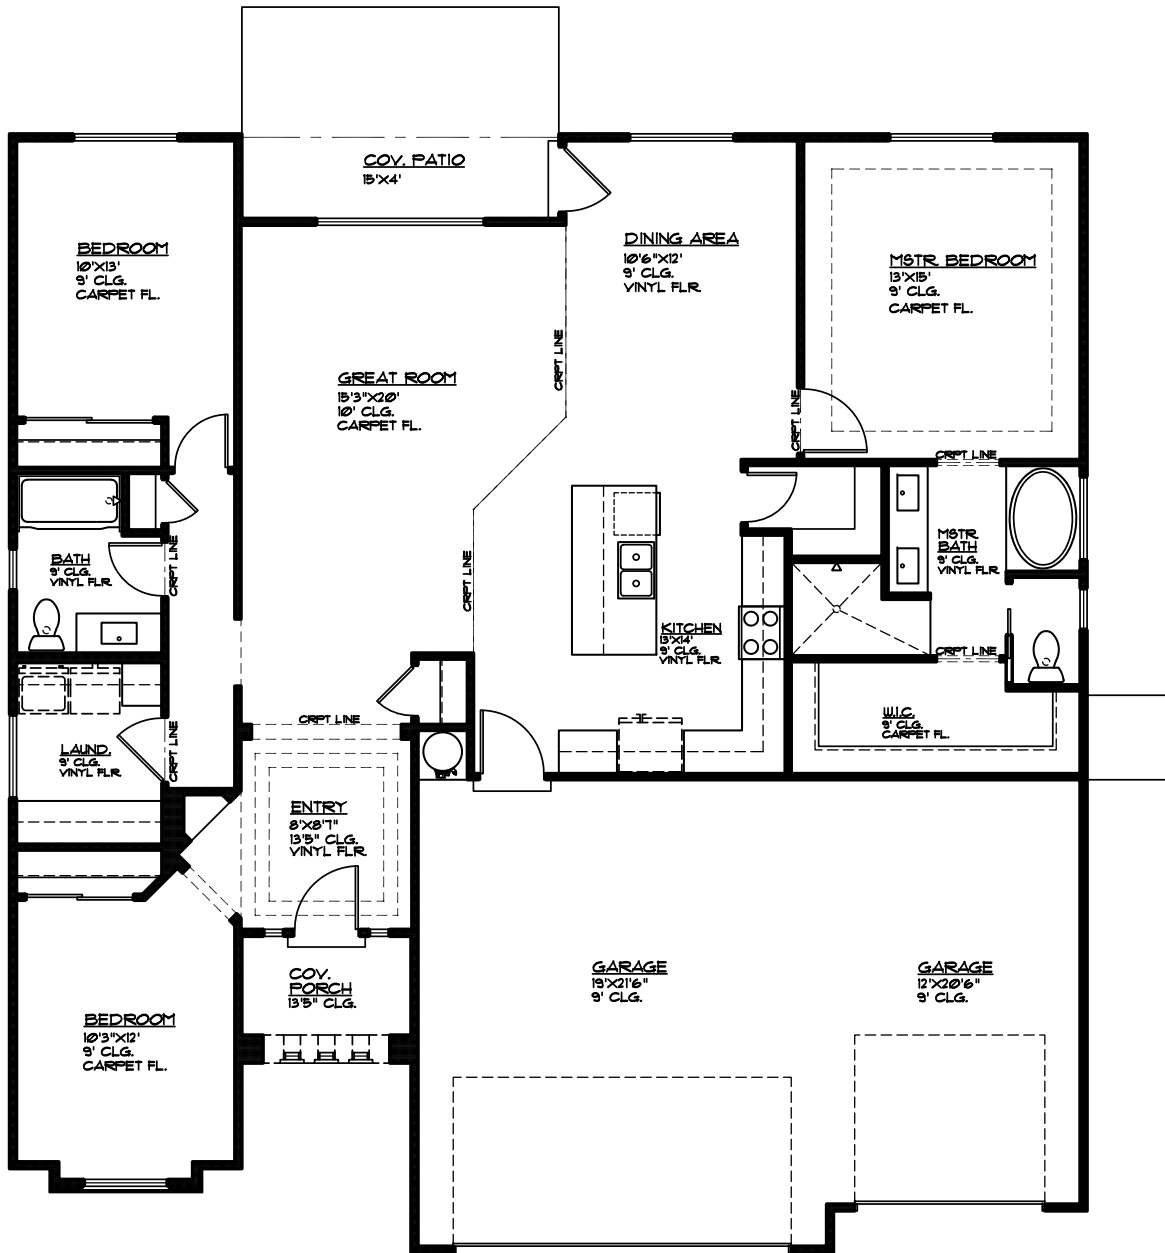 COV. PATIO
15'X4'
BEDROOM
10'X13'
9' CLG.
CARPET FL.
DINING AREA
10'6"X12'
9' CLG.
VINYL FLR.
MSTR. BEDROOM
13'X15'
9' CLG.
CARPET FL.
CRPT LINE
GREAT ROOM
15'3"X20'
10' CLG.
CARPET FL.
CRPT LINE
CRPT LINE
BATH
9' CLG.
VINYL FLR.
CRPT LINE
CRPT LINE
MSTR.
BATH
9' CLG.
VINYL FLR.
KITCHEN
13'X14'
9' CLG.
VINYL FLR.
CRPT LINE
LAUND.
9' CLG.
VINYL FLR.
CRPT LINE
CRPT LINE
W.I.C.
9' CLG.
CARPET FL.
ENTRY
8'X8'7"
13'5" CLG.
VINYL FLR.
COV.
PORCH
13'5" CLG.
GARAGE
19'X21'6"
9' CLG.
GARAGE
12'X20'6"
9' CLG.
BEDROOM
10'3"X12'
9' CLG.
CARPET FL.